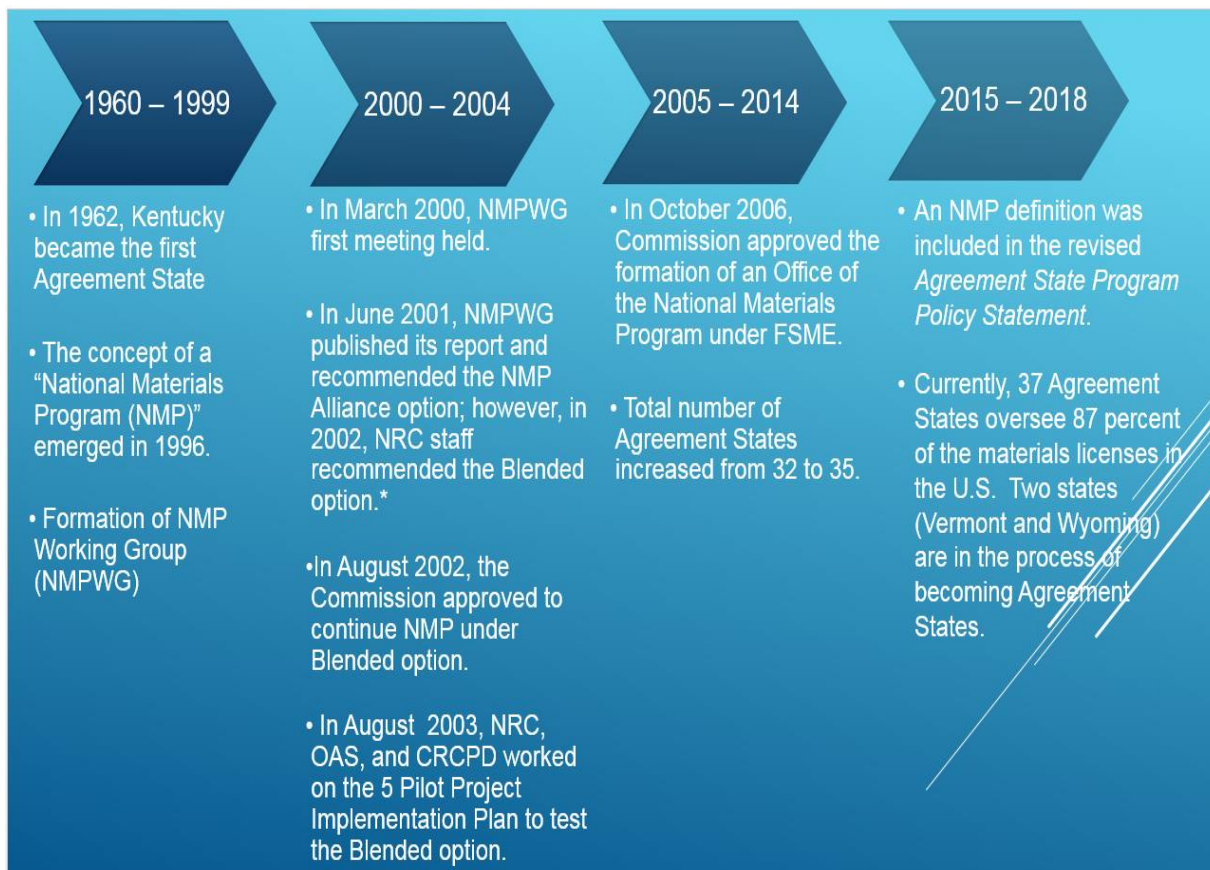 1960 – 1999
• In 1962, Kentucky
became the first
Agreement State
• The concept of a
“National Materials
Program (NMP)”
emerged in 1996.
• Formation of NMP
Working Group
(NMPWG)
2000 – 2004
• In March 2000, NMPWG
first meeting held.
• In June 2001, NMPWG
published its report and
recommended the NMP
Alliance option; however, in
2002, NRC staff
recommended the Blended
option.*
•In August 2002, the
Commission approved to
continue NMP under
Blended option.
• In August 2003, NRC,
OAS, and CRCPD worked
on the 5 Pilot Project
Implementation Plan to test
the Blended option.
2005 – 2014
• In October 2006,
Commission approved the
formation of an Office of
the National Materials
Program under FSME.
• Total number of
Agreement States
increased from 32 to 35.
2015 – 2018
• An NMP definition was
included in the revised
Agreement State Program
Policy Statement.
• Currently, 37 Agreement
States oversee 87 percent
of the materials licenses in
the U.S. Two states
(Vermont and Wyoming)
are in the process of
becoming Agreement
States.